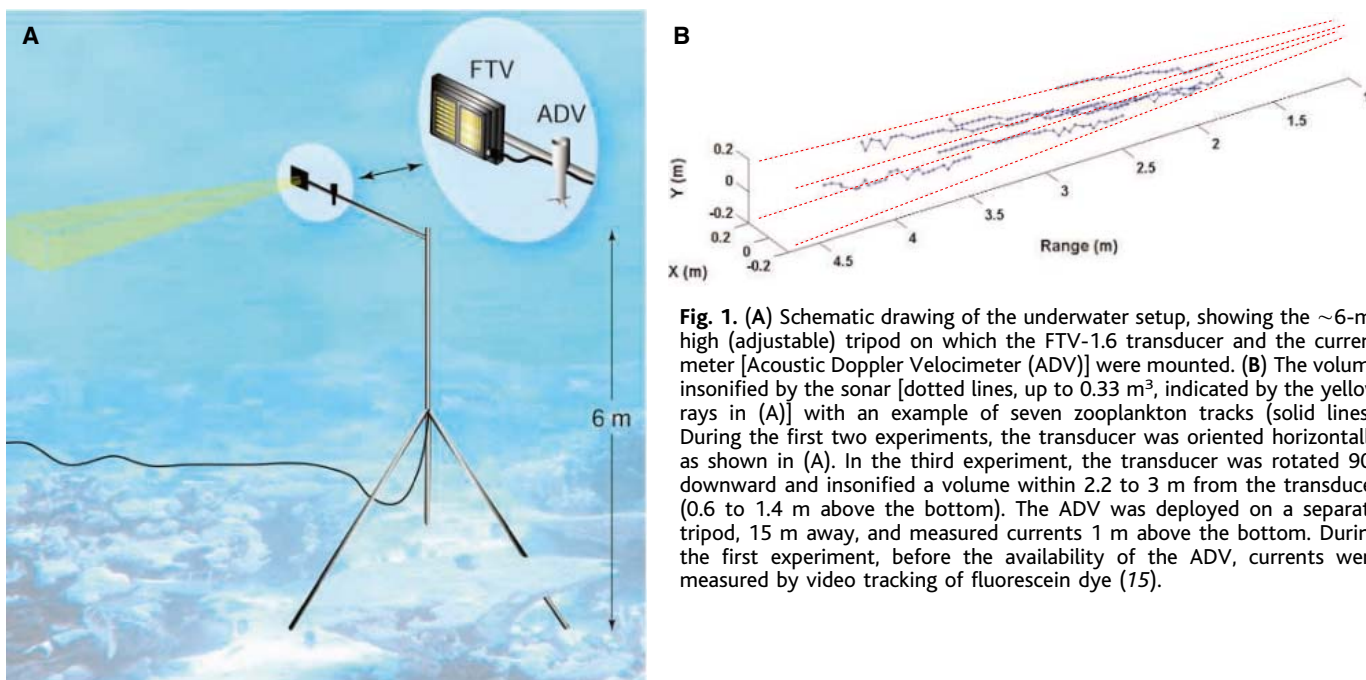 A
FTV
ADV
6 m
B
Y (m)
0.2
0
-0.2
X (m)
0.2
0
-0.2
4.5
4
3.5
3
2.5
2
1.5
Range (m)
Fig. 1. (A) Schematic drawing of the underwater setup, showing the ~6-m
high (adjustable) tripod on which the FTV-1.6 transducer and the curren
meter [Acoustic Doppler Velocimeter (ADV)] were mounted. (B) The volum
insonified by the sonar [dotted lines, up to 0.33 m³, indicated by the yello
rays in (A)] with an example of seven zooplankton tracks (solid lines
During the first two experiments, the transducer was oriented horizontall
as shown in (A). In the third experiment, the transducer was rotated 90
downward and insonified a volume within 2.2 to 3 m from the transduce
(0.6 to 1.4 m above the bottom). The ADV was deployed on a separat
tripod, 15 m away, and measured currents 1 m above the bottom. Durin
the first experiment, before the availability of the ADV, currents wer
measured by video tracking of fluorescein dye (15).